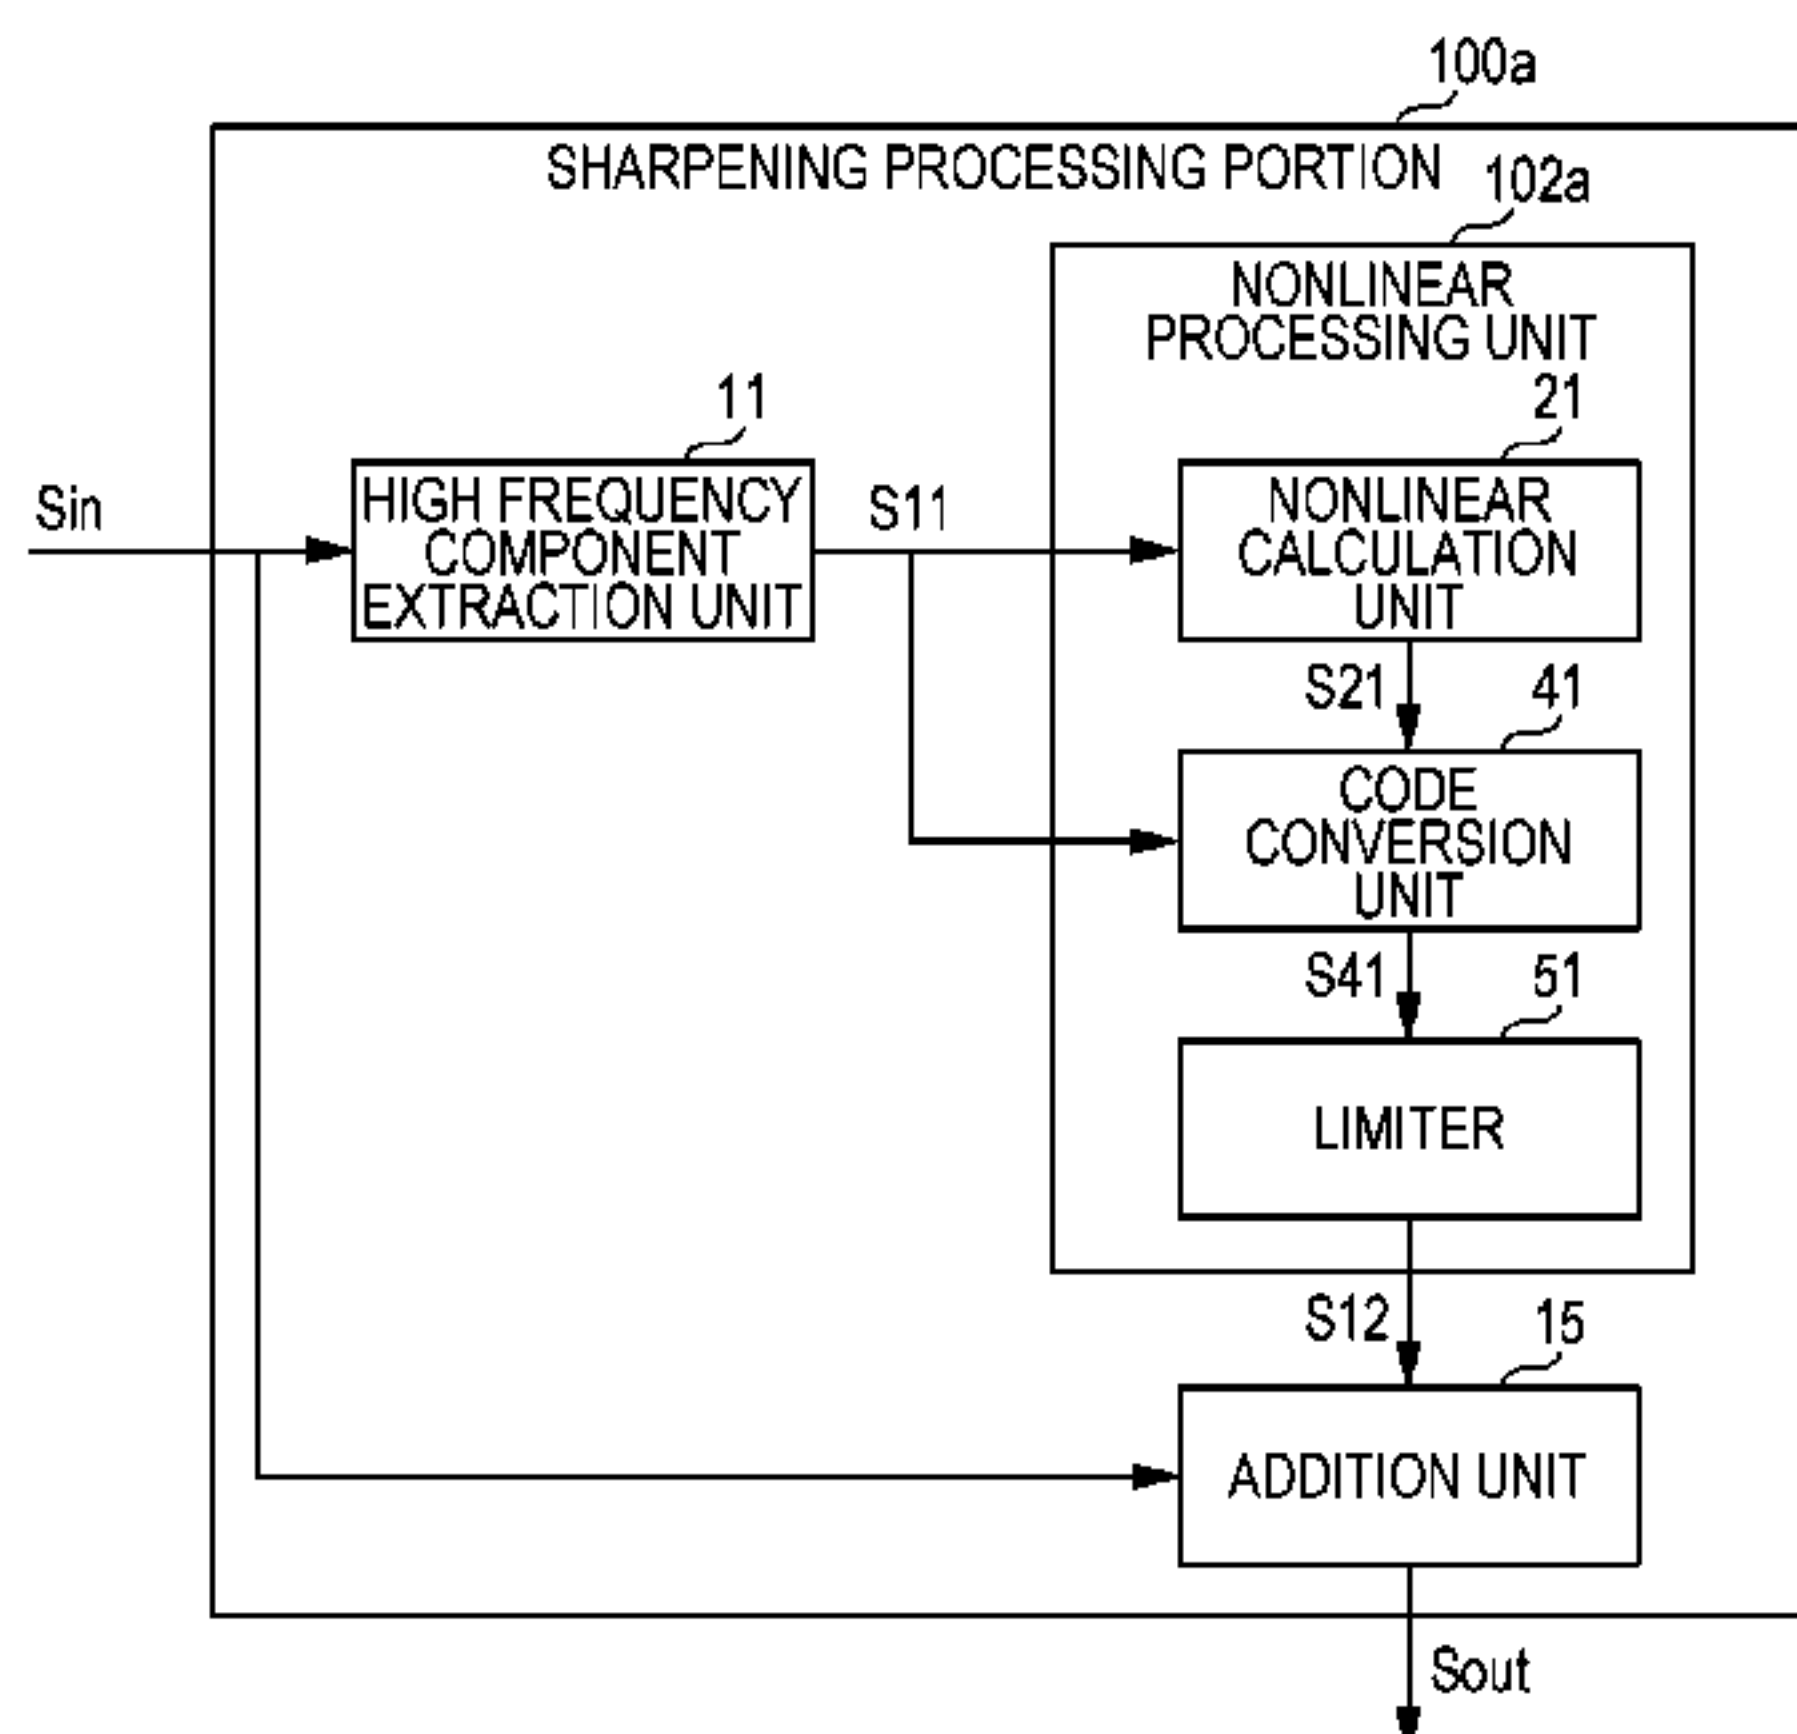 100a
SHARPENING PROCESSING PORTION
102a
NONLINEAR
PROCESSING UNIT
11
21
Sin
HIGH FREQUENCY
COMPONENT
EXTRACTION UNIT
S11
NONLINEAR
CALCULATION
UNIT
S21
41
CODE
CONVERSION
UNIT
S41
51
LIMITER
S12
15
ADDITION UNIT
Sout